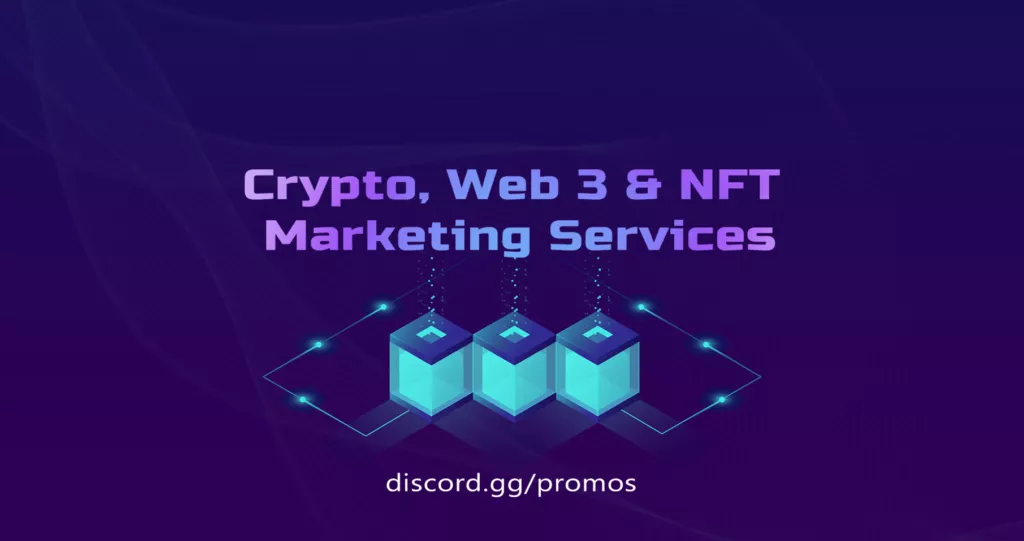 Crypto, Web 3 & NFT
Marketing Services
discord.gg/promos